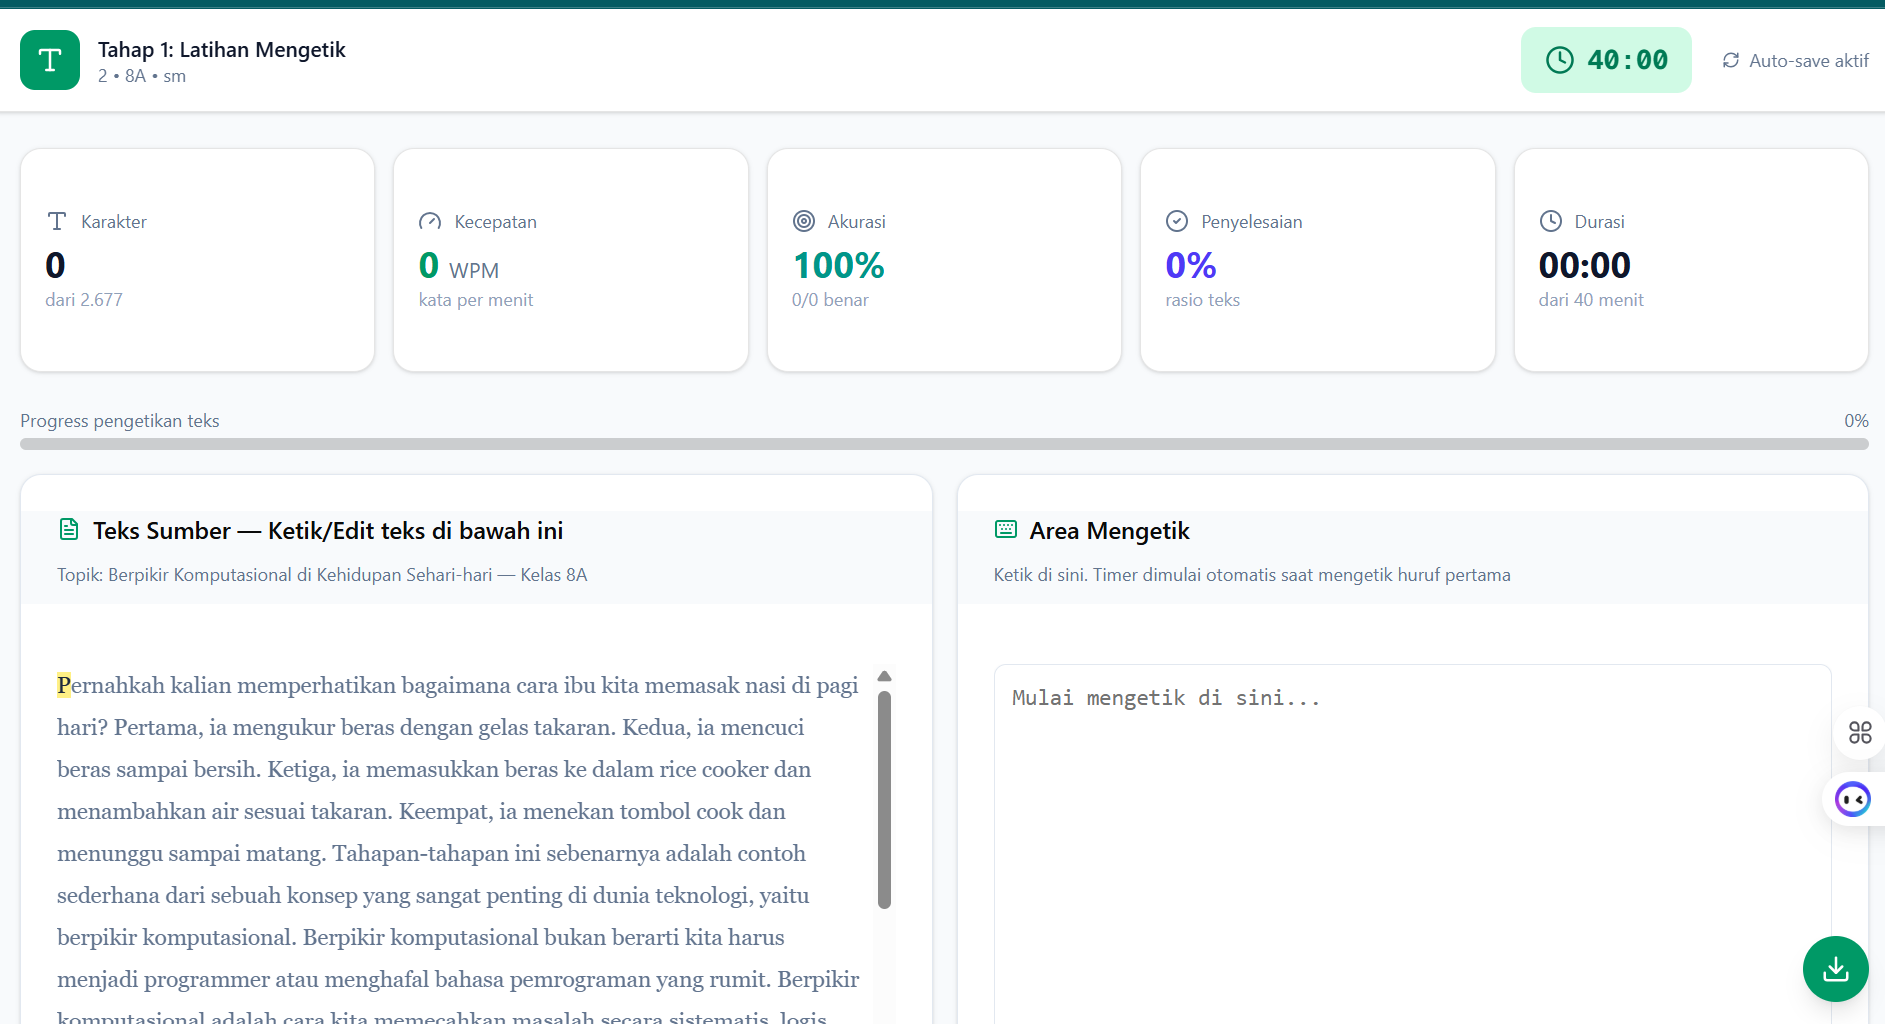 Tahap 1: Latihan Mengetik
2 • 8A • sm
40:00
Auto-save aktif
Karakter
0
dari 2.677
Kecepatan
0 WPM
kata per menit
Akurasi
100%
0/0 benar
Penyelesaian
0%
rasio teks
Durasi
00:00
dari 40 menit
Progress pengetikan teks
0%
Teks Sumber — Ketik/Edit teks di bawah ini
Topik: Berpikir Komputasional di Kehidupan Sehari-hari — Kelas 8A
Pernahkah kalian memperhatikan bagaimana cara ibu kita memasak nasi di pagi
hari? Pertama, ia mengukur beras dengan gelas takaran. Kedua, ia mencuci
beras sampai bersih. Ketiga, ia memasukkan beras ke dalam rice cooker dan
menambahkan air sesuai takaran. Keempat, ia menekan tombol cook dan
menunggu sampai matang. Tahapan-tahapan ini sebenarnya adalah contoh
sederhana dari sebuah konsep yang sangat penting di dunia teknologi, yaitu
berpikir komputasional. Berpikir komputasional bukan berarti kita harus
menjadi programmer atau menghafal bahasa pemrograman yang rumit. Berpikir
komputasional adalah cara kita memecahkan masalah secara sistematis, logis,
Area Mengetik
Ketik di sini. Timer dimulai otomatis saat mengetik huruf pertama
Mulai mengetik di sini...